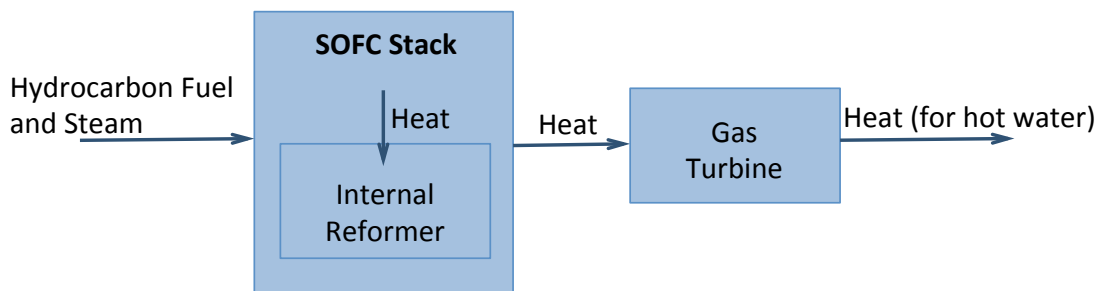 SOFC Stack
Hydrocarbon Fuel
and Steam
Heat
Internal
Reformer
Heat
Gas
Turbine
Heat (for hot water)